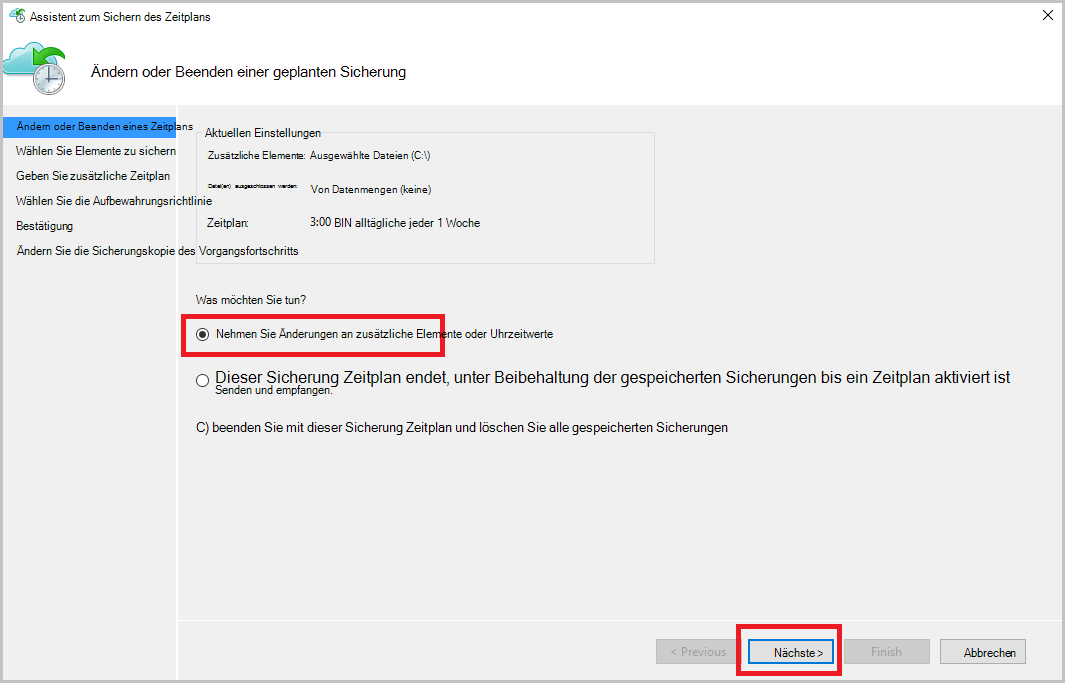 Assistent zum Sichern des Zeitplans
Ändern oder Beenden einer geplanten Sicherung
Ändern oder Beenden eines Zeitplans
Wählen Sie Elemente zu sichern
Geben Sie zusätzliche Zeitplan
Wählen Sie die Aufbewahrungsrichtlinie
Bestätigung
Ändern Sie die Sicherungskopie des Vorgangsfortschritts
Aktuellen Einstellungen
Zusätzliche Elemente: Ausgewählte Dateien (C:\)
Datei(en) ausgeschlossen werden: Von Datenmengen (keine)
Zeitplan: 3:00 BIN alltägliche jeder 1 Woche
Was möchten Sie tun?
Nehmen Sie Änderungen an zusätzliche Elemente oder Uhrzeitwerte
Dieser Sicherung Zeitplan endet, unter Beibehaltung der gespeicherten Sicherungen bis ein Zeitplan aktiviert ist
Senden und empfangen.
C) beenden Sie mit dieser Sicherung Zeitplan und löschen Sie alle gespeicherten Sicherungen
< Previous
Nächste >
Finish
Abbrechen